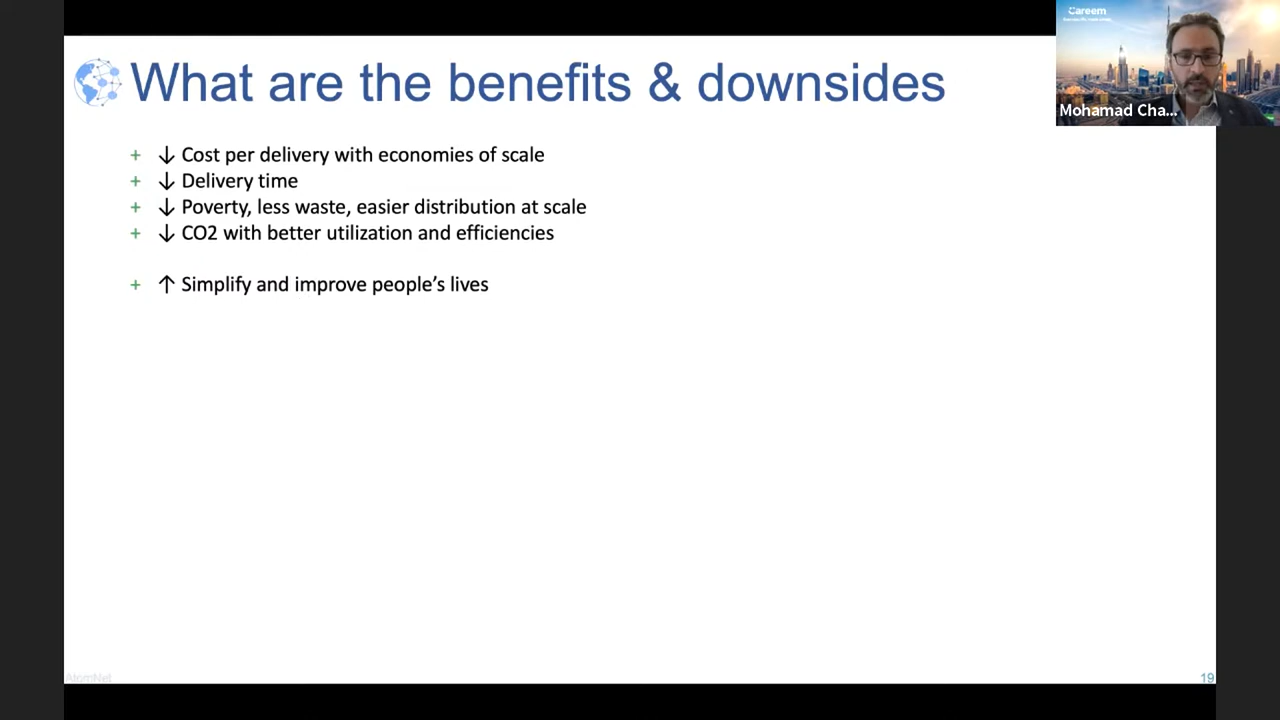 Careem
What are the benefits & downsides
Mohamad Cha...
+ ↓ Cost per delivery with economies of scale
+ ↓ Delivery time
+ ↓ Poverty, less waste, easier distribution at scale
+ ↓ CO2 with better utilization and efficiencies
+ ↑ Simplify and improve people’s lives
AtomNet
19